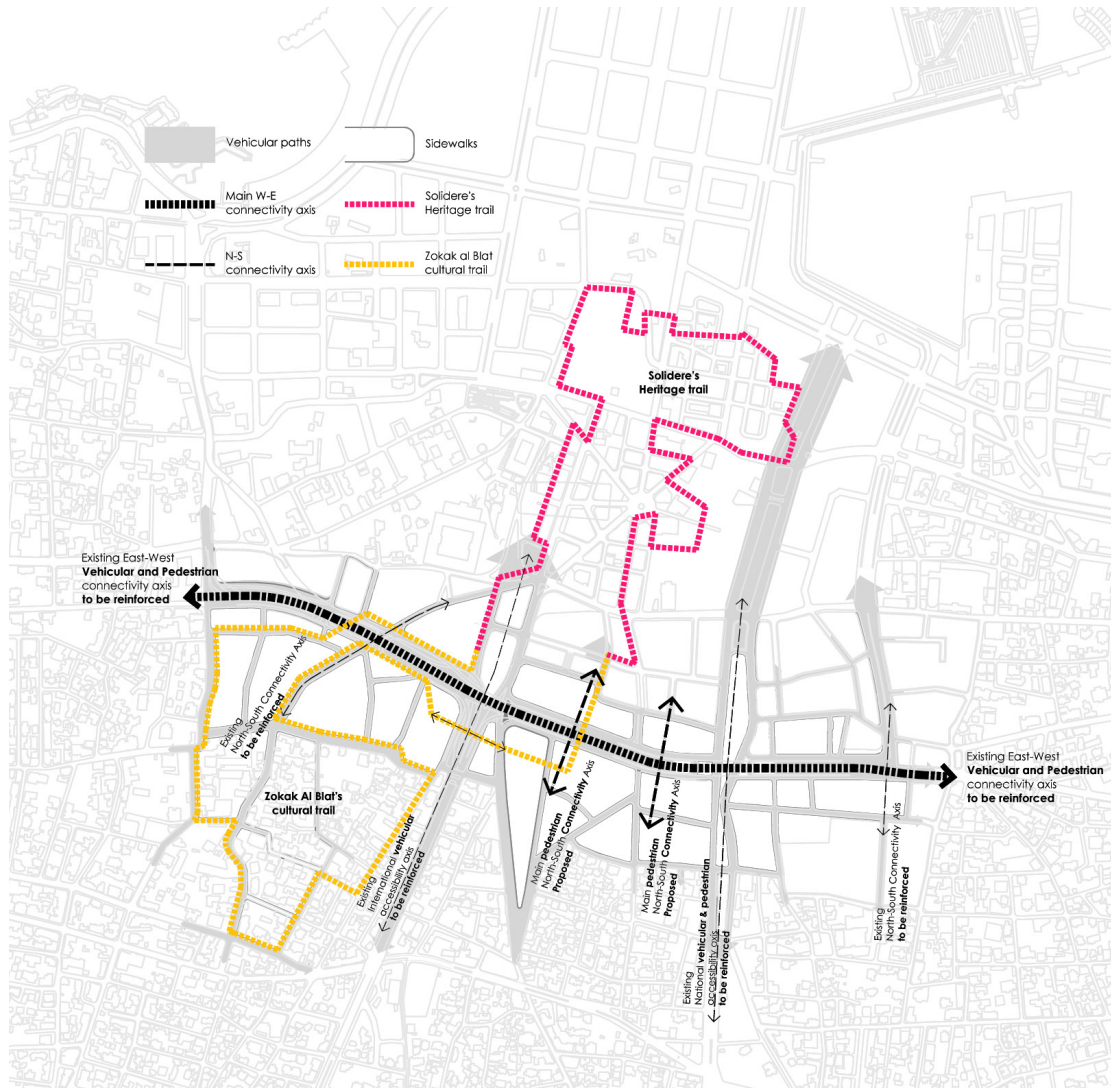 Vehicular paths
Sidewalks
Main W-E
connectivity axis
Solidere's
Heritage trail
N-S
connectivity axis
Zokak al Blat
cultural trail
Solidere's
Heritage trail
Existing East-West
Vehicular and Pedestrian
connectivity axis
to be reinforced
Existing
North-South Connectivity Axis
to be reinforced
Zokak Al Blat's
cultural trail
Existing
International vehicular
accessibility axis
to be reinforced
Main pedestrian
North-South Connectivity Axis
Proposed
Main pedestrian
North-South Connectivity Axis
Proposed
Existing
National vehicular & pedestrian
accessibility axis
to be reinforced
Existing
North-South Connectivity Axis
to be reinforced
Existing East-West
Vehicular and Pedestrian
connectivity axis
to be reinforced